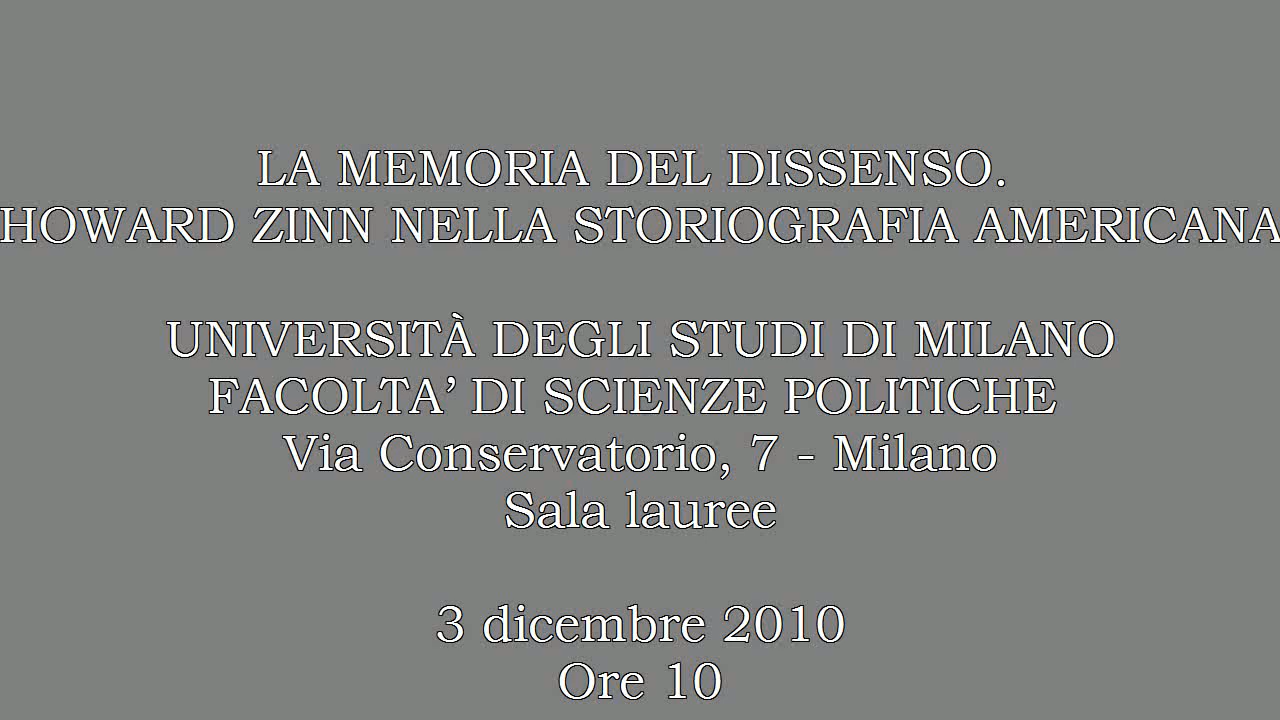 LA MEMORIA DEL DISSENSO.
HOWARD ZINN NELLA STORIOGRAFIA AMERICANA
UNIVERSITÀ DEGLI STUDI DI MILANO
FACOLTA’ DI SCIENZE POLITICHE
Via Conservatorio, 7 - Milano
Sala lauree
3 dicembre 2010
Ore 10